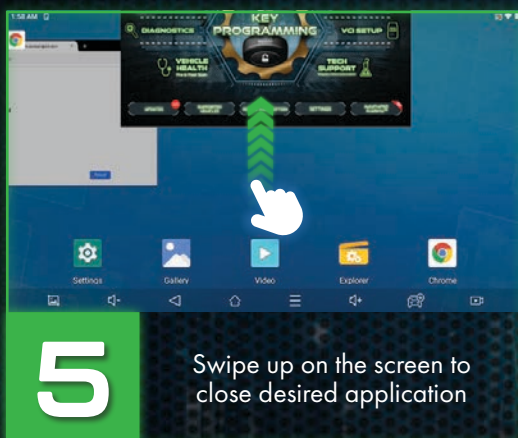 1:58 AM
KEY
DIAGNOSTICS PROGRAMMING VCI SETUP
VEHICLE HEALTH
TECH SUPPORT
UPDATES
SETTINGS
Settings Gallery Video Explorer Chrome
5
Swipe up on the screen to
close desired application